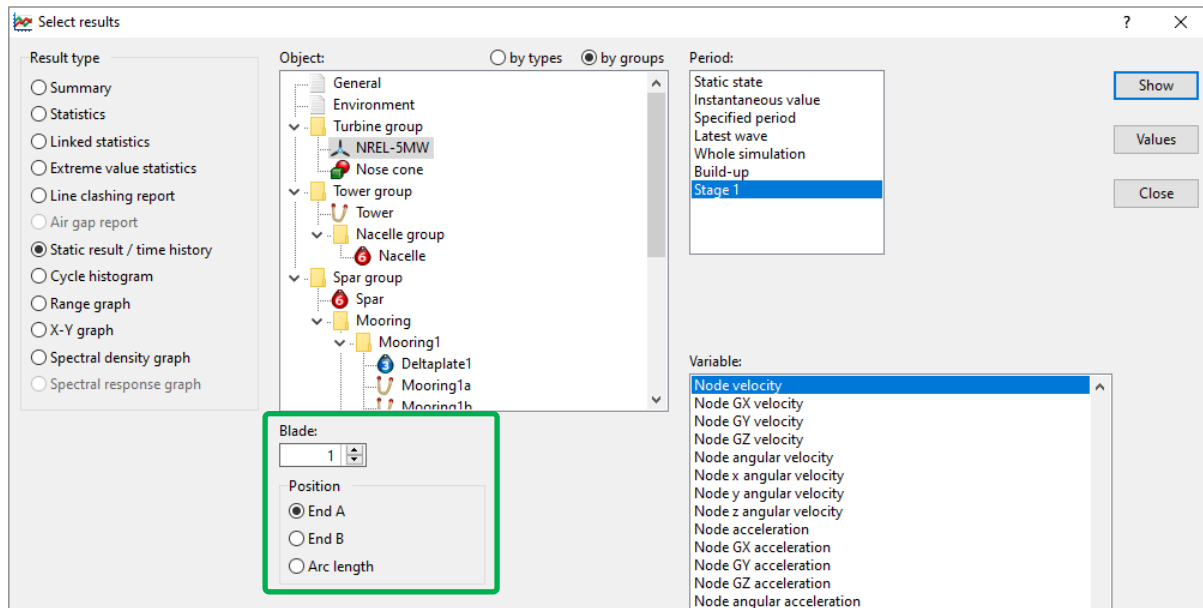 Select results
?
Result type
Summary
Statistics
Linked statistics
Extreme value statistics
Line clashing report
Air gap report
Static result / time history
Cycle histogram
Range graph
X-Y graph
Spectral density graph
Spectral response graph
Object:
by types
by groups
General
Environment
Turbine group
NREL-5MW
Nose cone
Tower group
Tower
Nacelle group
6
Nacelle
Spar group
6
Spar
Mooring
Mooring1
3
Deltaplate1
Mooring1a
Mooring1b
Blade:
1
Position
End A
End B
Arc length
Period:
Static state
Instantaneous value
Specified period
Latest wave
Whole simulation
Build-up
Stage 1
Variable:
Node velocity
Node GX velocity
Node GY velocity
Node GZ velocity
Node angular velocity
Node x angular velocity
Node y angular velocity
Node z angular velocity
Node acceleration
Node GX acceleration
Node GY acceleration
Node GZ acceleration
Node angular acceleration
Show
Values
Close